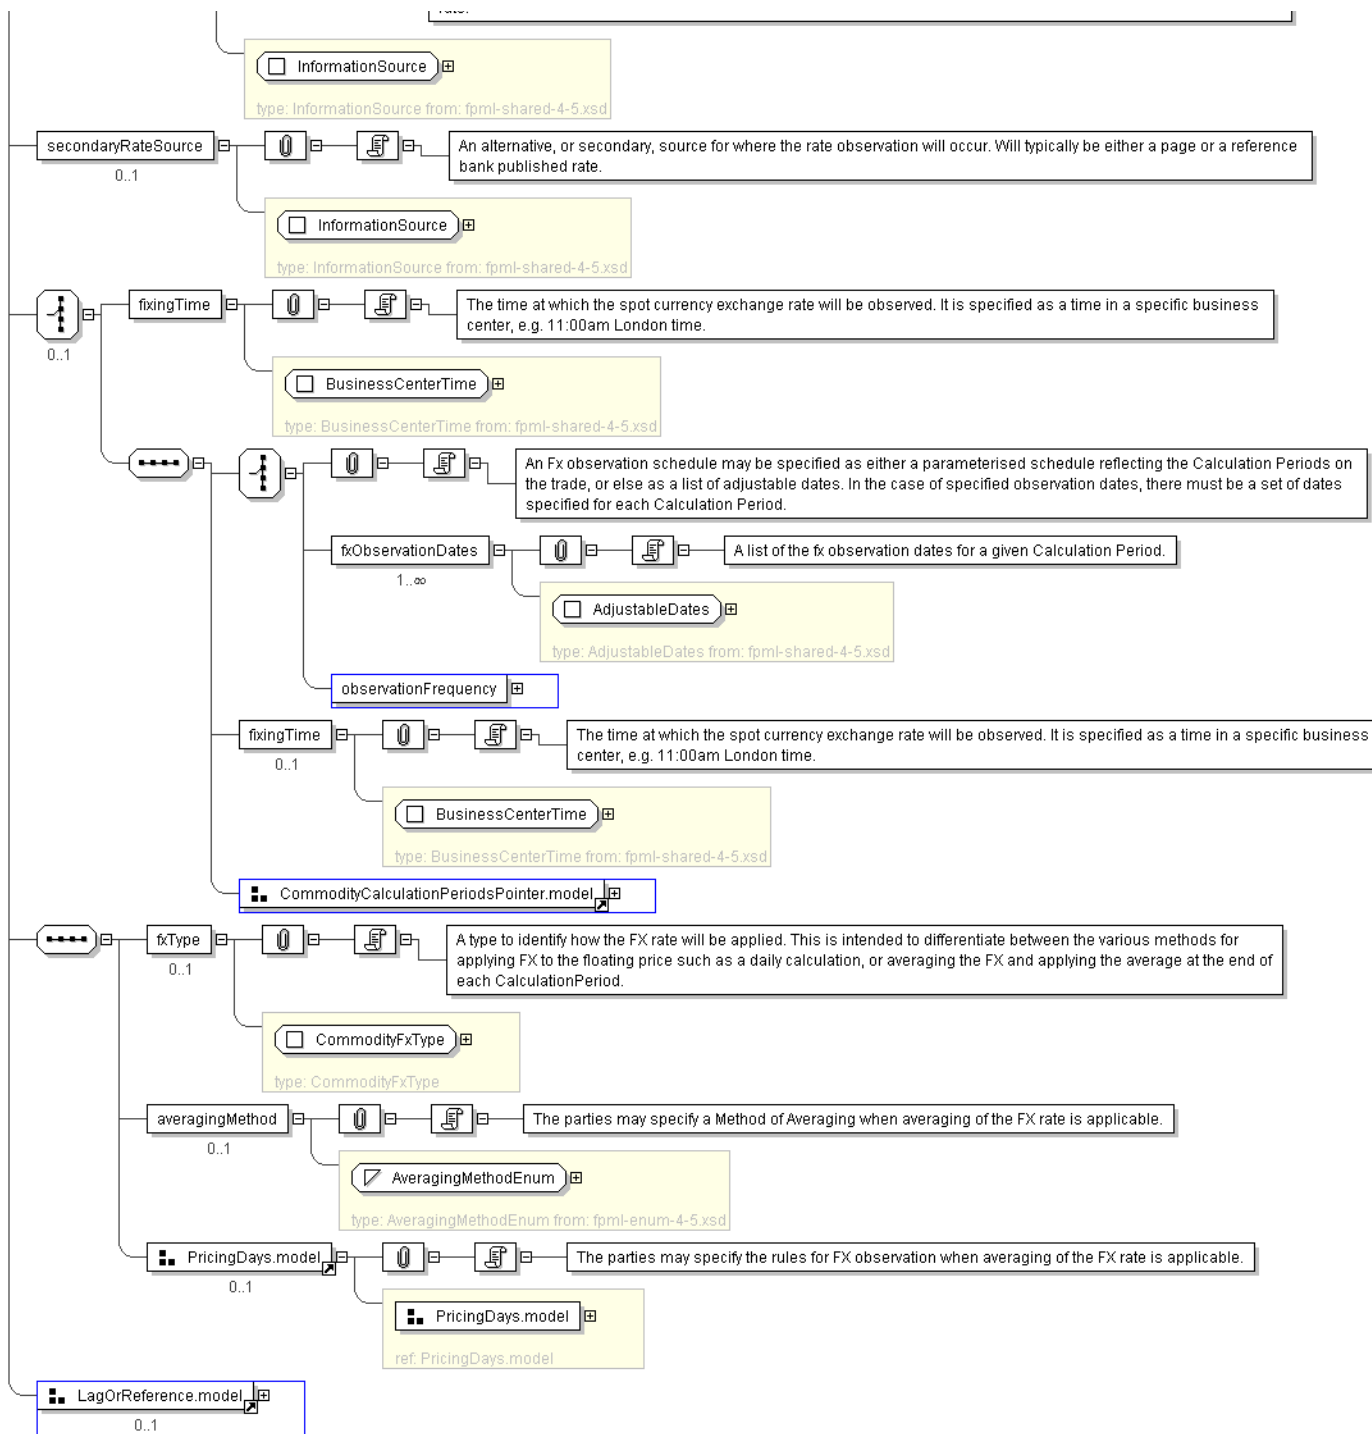 rate.
InformationSource
type: InformationSource from: fpml-shared-4-5.xsd
secondaryRateSource
0..1
An alternative, or secondary, source for where the rate observation will occur. Will typically be either a page or a reference
bank published rate.
InformationSource
type: InformationSource from: fpml-shared-4-5.xsd
0..1
fixingTime
The time at which the spot currency exchange rate will be observed. It is specified as a time in a specific business
center, e.g. 11:00am London time.
BusinessCenterTime
type: BusinessCenterTime from: fpml-shared-4-5.xsd
An Fx observation schedule may be specified as either a parameterised schedule reflecting the Calculation Periods on
the trade, or else as a list of adjustable dates. In the case of specified observation dates, there must be a set of dates
specified for each Calculation Period.
fxObservationDates
1..∞
A list of the fx observation dates for a given Calculation Period.
AdjustableDates
type: AdjustableDates from: fpml-shared-4-5.xsd
observationFrequency
fixingTime
0..1
The time at which the spot currency exchange rate will be observed. It is specified as a time in a specific business
center, e.g. 11:00am London time.
BusinessCenterTime
type: BusinessCenterTime from: fpml-shared-4-5.xsd
CommodityCalculationPeriodsPointer.model
fxType
0..1
A type to identify how the FX rate will be applied. This is intended to differentiate between the various methods for
applying FX to the floating price such as a daily calculation, or averaging the FX and applying the average at the end of
each CalculationPeriod.
CommodityFxType
type: CommodityFxType
averagingMethod
0..1
The parties may specify a Method of Averaging when averaging of the FX rate is applicable.
AveragingMethodEnum
type: AveragingMethodEnum from: fpml-enum-4-5.xsd
PricingDays.model
0..1
The parties may specify the rules for FX observation when averaging of the FX rate is applicable.
PricingDays.model
ref: PricingDays.model
LagOrReference.model
0..1